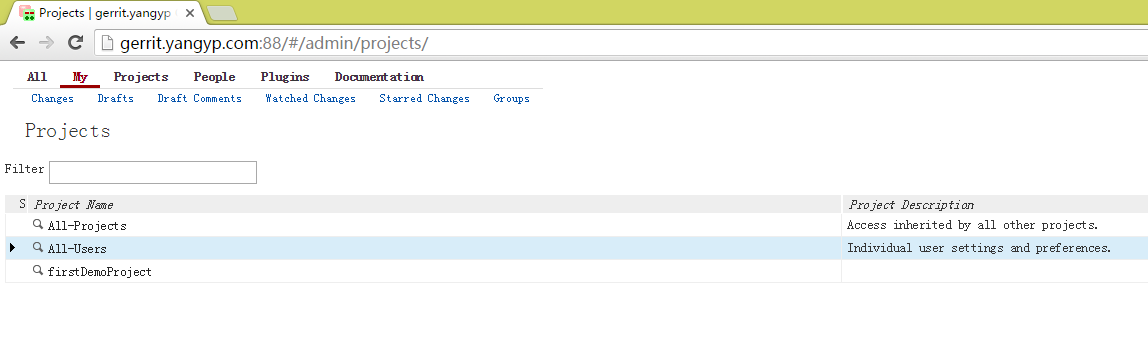 Projects | gerrit.yangyp
gerrit.yangyp.com:88/#/admin/projects/
All My Projects People Plugins Documentation
Changes Drafts Draft Comments Watched Changes Starred Changes Groups
Projects
Filter
S Project Name Project Description
All-Projects Access inherited by all other projects.
All-Users Individual user settings and preferences.
firstDemoProject